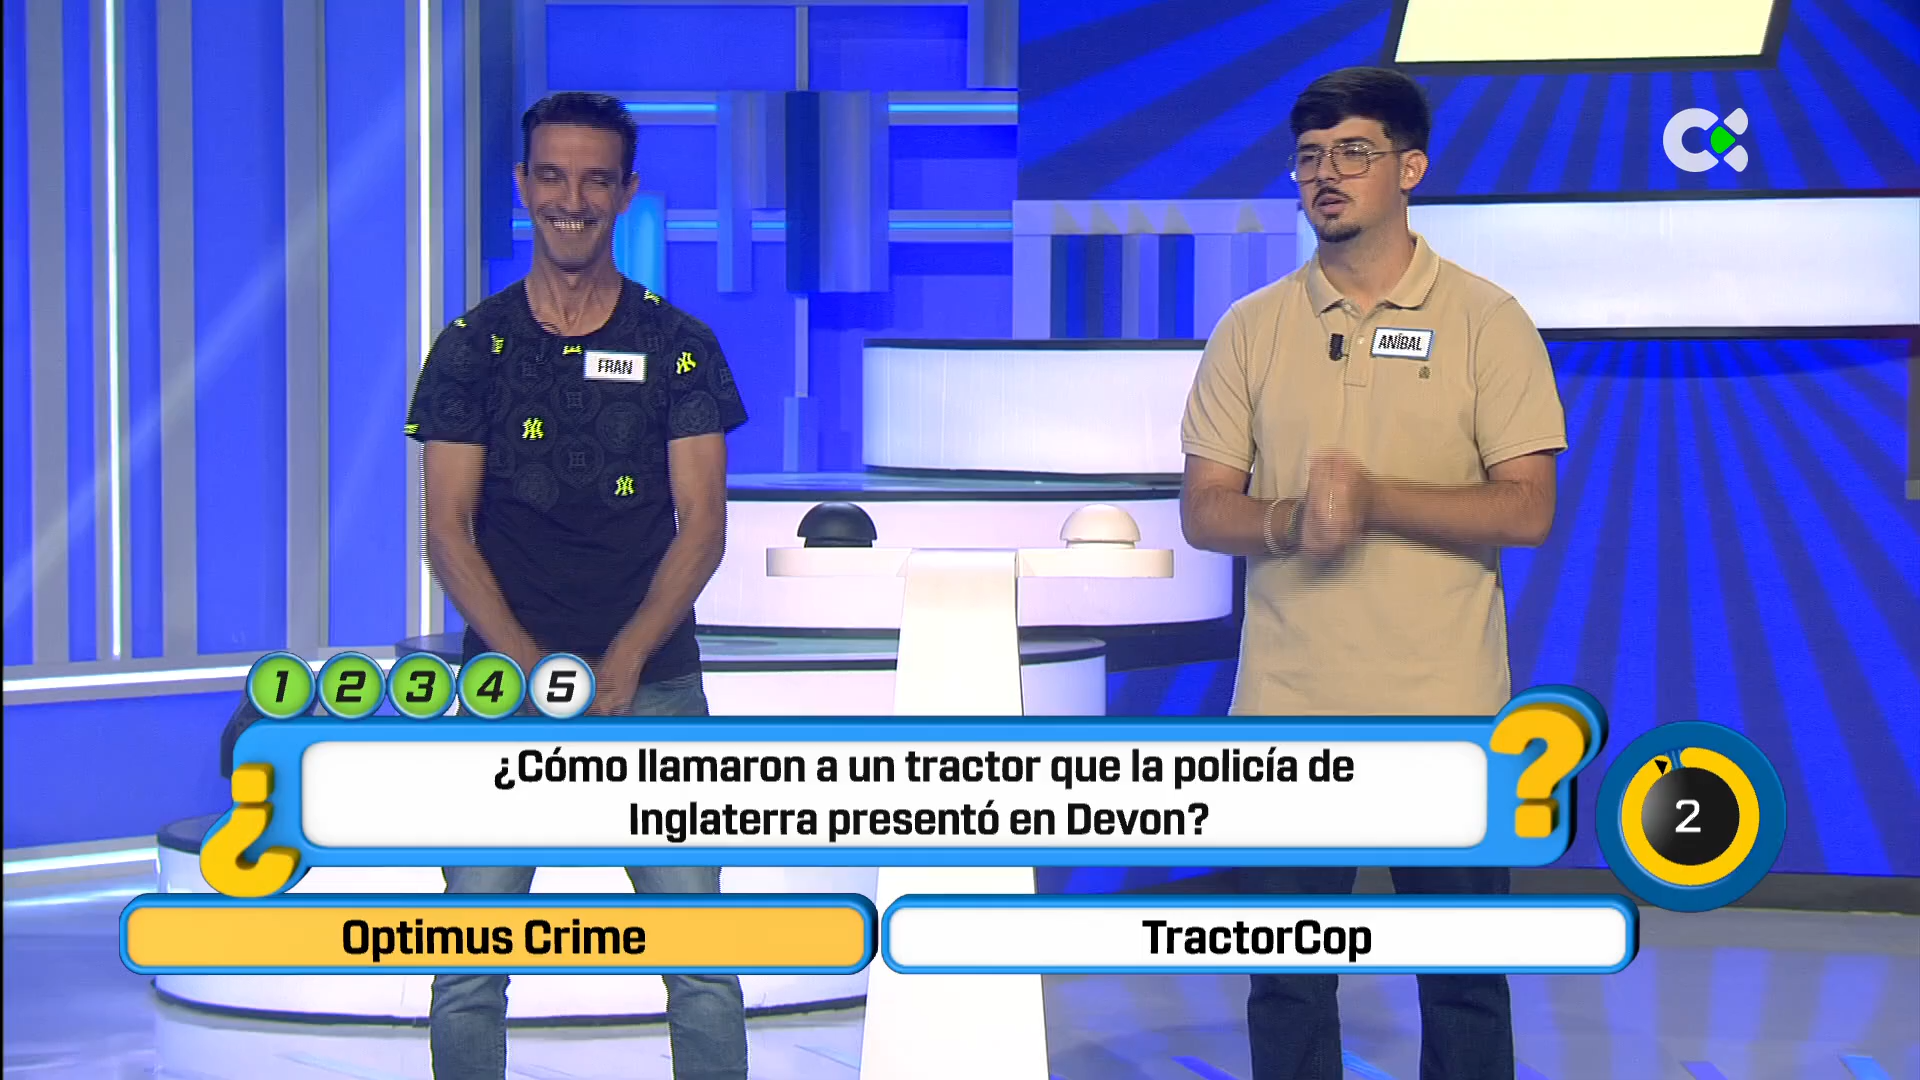 FRAN
ANÍBAL
1 2 3 4 5
¿Cómo llamaron a un tractor que la policía de
Inglaterra presentó en Devon?
2
Optimus Crime
TractorCop